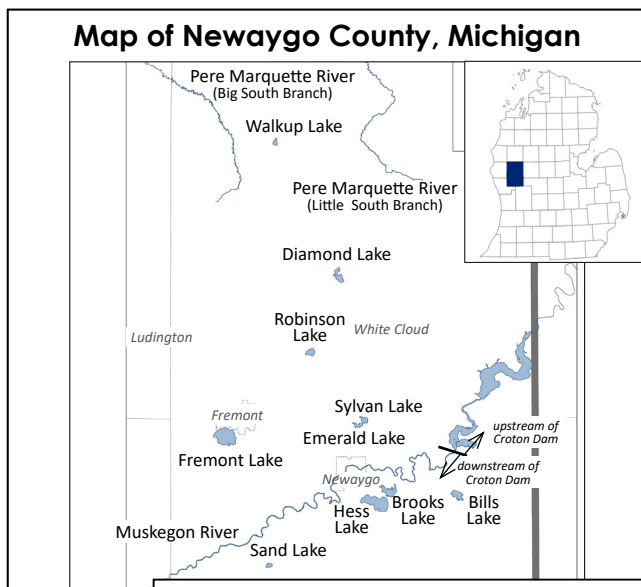 Map of Newaygo County, Michigan
Pere Marquette River
(Big South Branch)
Walkup Lake
Pere Marquette River
(Little South Branch)
Diamond Lake
Robinson
Lake
White Cloud
Ludington
Sylvan Lake
Fremont
upstream of
Croton Dam
Emerald Lake
Fremont Lake
downstream of
Croton Dam
Newaygo
Hess
Lake
Brooks
Lake
Bills
Lake
Muskegon River
Sand Lake